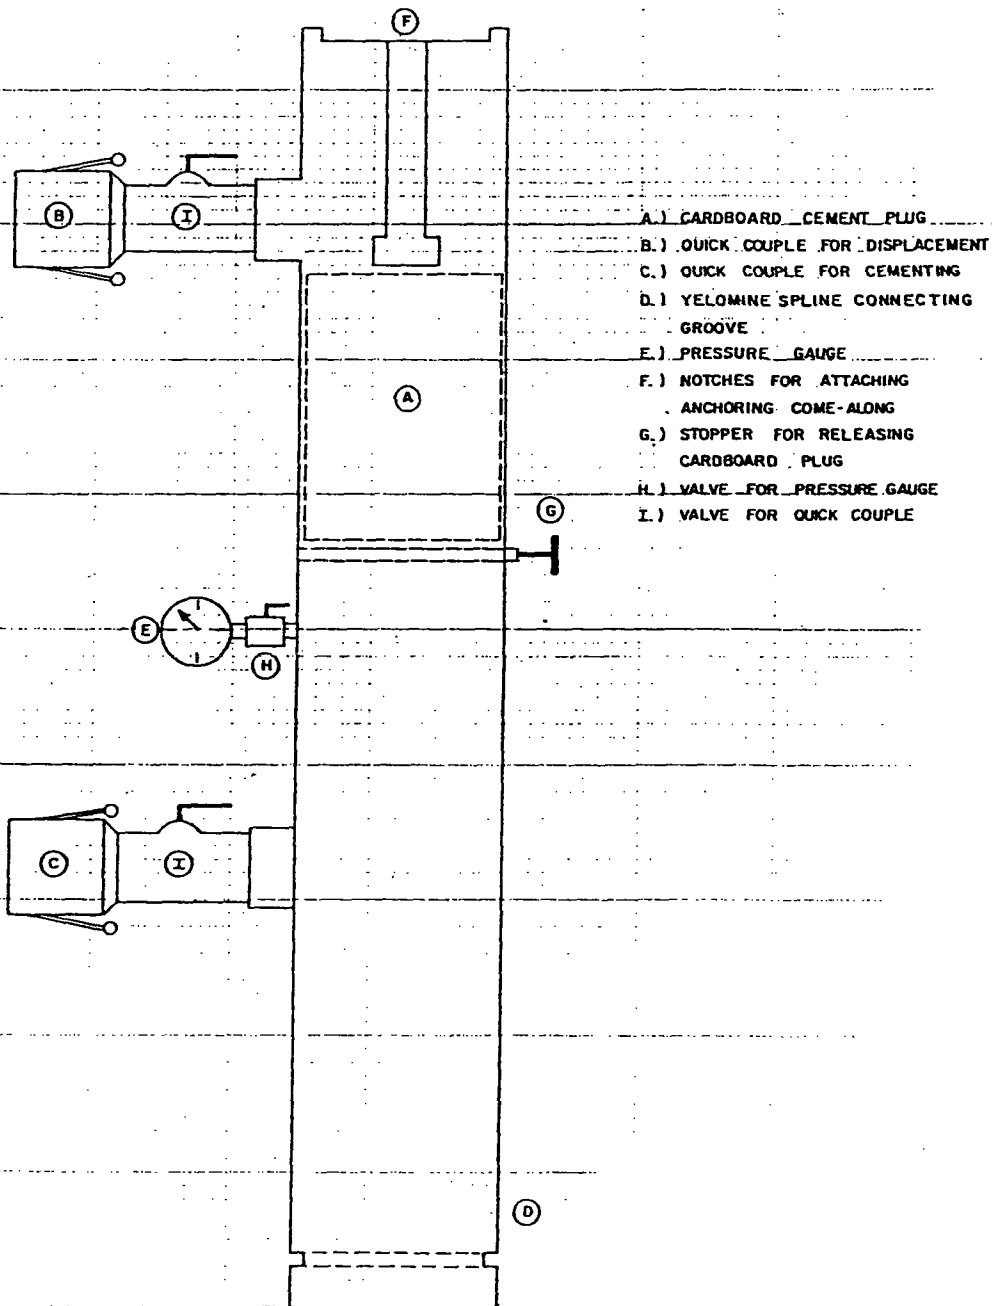 F
B
I
A.) CARDBOARD CEMENT PLUG
B.) QUICK COUPLE FOR DISPLACEMENT
C.) QUICK COUPLE FOR CEMENTING
D.) YELOMINE SPLINE CONNECTING
GROOVE
E.) PRESSURE GAUGE
F.) NOTCHES FOR ATTACHING
ANCHORING COME-ALONG
G.) STOPPER FOR RELEASING
CARDBOARD PLUG
H.) VALVE FOR PRESSURE GAUGE
I.) VALVE FOR QUICK COUPLE
A
G
E
H
C
I
D